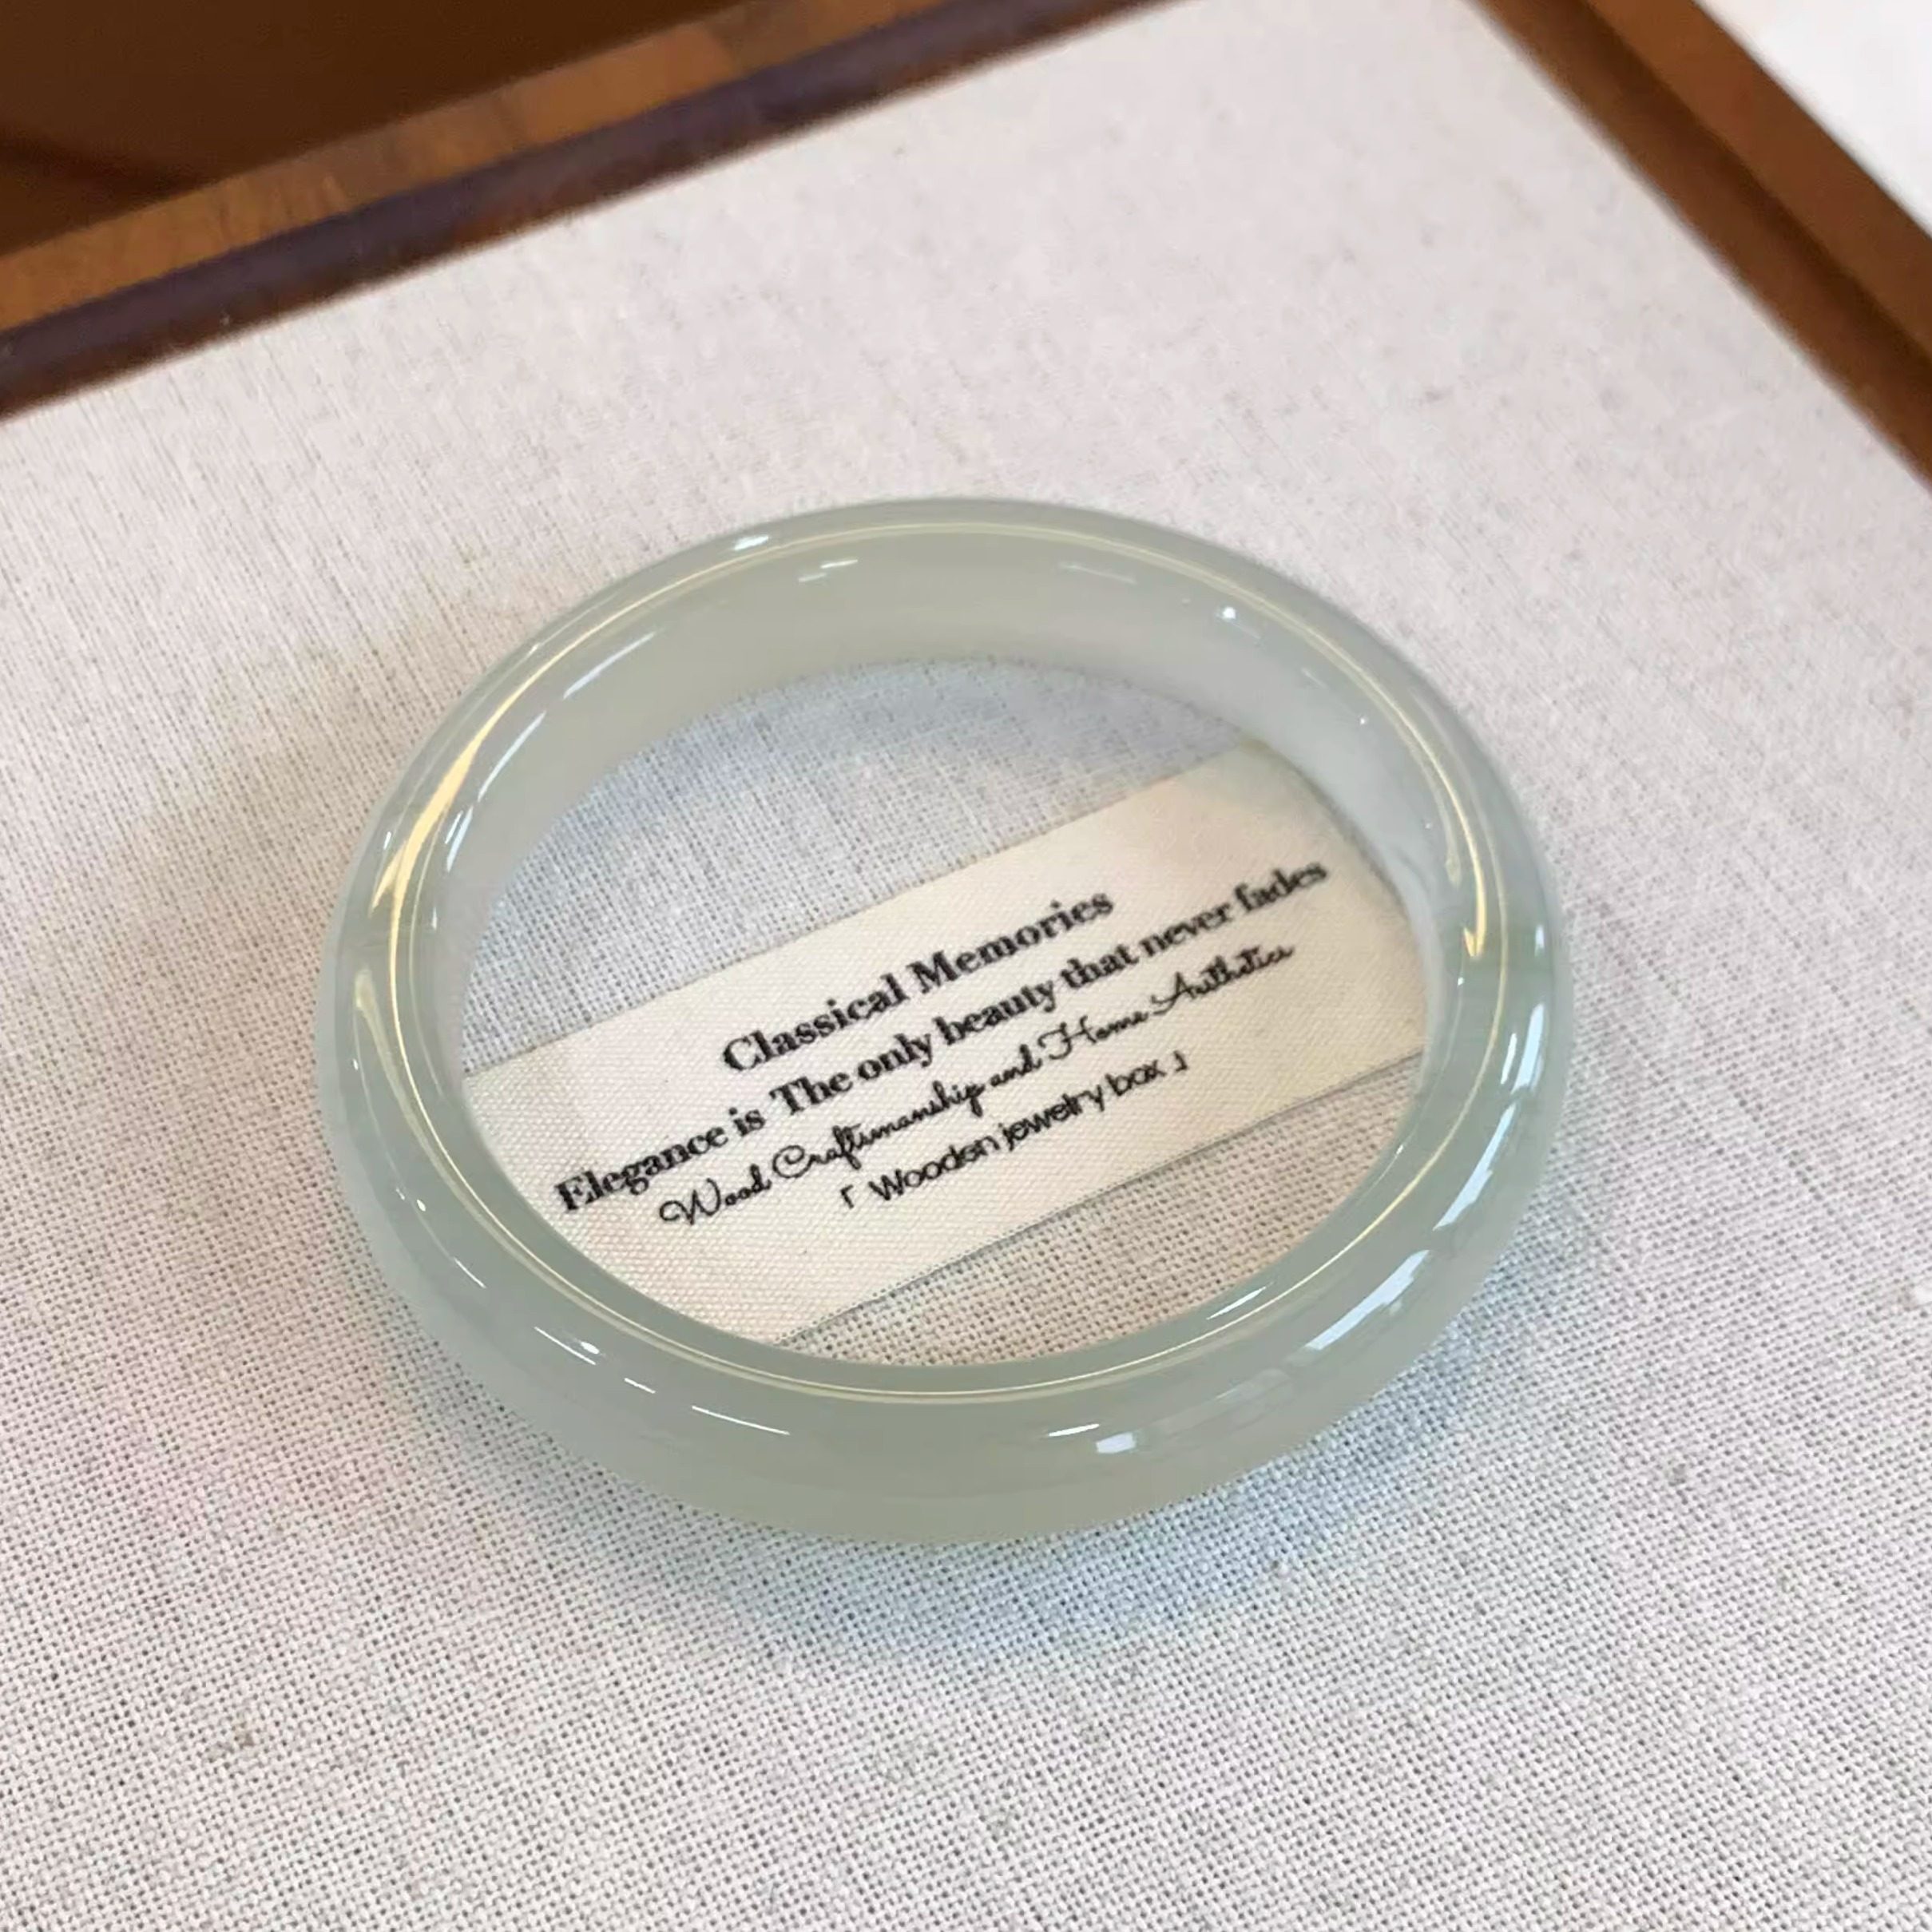 Classical Memories
Elegance is The only beauty that never fades
Wood Craftsmanship and Home Aesthetics
「 Wooden jewelry box 」